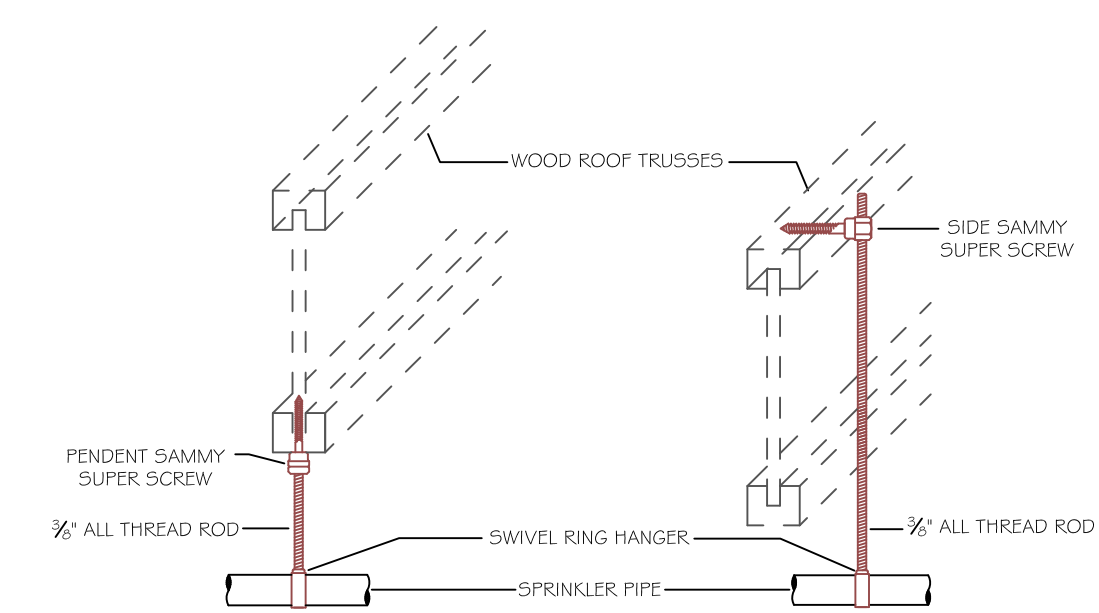 WOOD ROOF TRUSSES
SIDE SAMMY
SUPER SCREW
PENDENT SAMMY
SUPER SCREW
3/8" ALL THREAD ROD
3/8" ALL THREAD ROD
SWIVEL RING HANGER
SPRINKLER PIPE